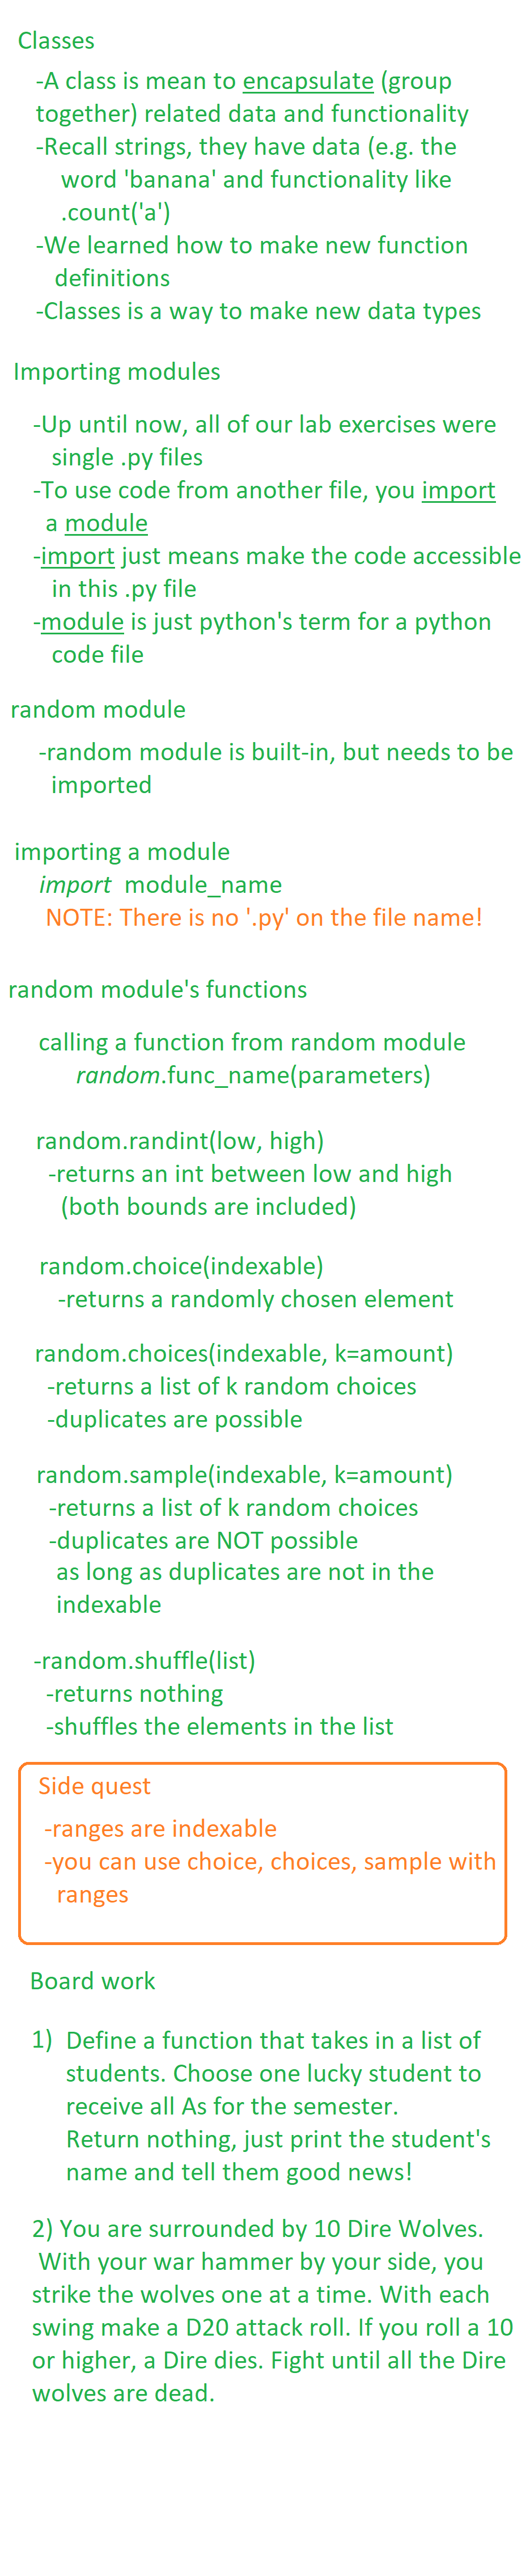 Classes
-A class is mean to encapsulate (group
together) related data and functionality
-Recall strings, they have data (e.g. the
word 'banana' and functionality like
.count('a')
-We learned how to make new function
definitions
-Classes is a way to make new data types
Importing modules
-Up until now, all of our lab exercises were
single .py files
-To use code from another file, you import
a module
-import just means make the code accessible
in this .py file
-module is just python's term for a python
code file
random module
-random module is built-in, but needs to be
imported
importing a module
import module_name
NOTE: There is no '.py' on the file name!
random module's functions
calling a function from random module
random.func_name(parameters)
random.randint(low, high)
-returns an int between low and high
(both bounds are included)
random.choice(indexable)
-returns a randomly chosen element
random.choices(indexable, k=amount)
-returns a list of k random choices
-duplicates are possible
random.sample(indexable, k=amount)
-returns a list of k random choices
-duplicates are NOT possible
as long as duplicates are not in the
indexable
-random.shuffle(list)
-returns nothing
-shuffles the elements in the list
Side quest
-ranges are indexable
-you can use choice, choices, sample with
ranges
Board work
1) Define a function that takes in a list of
students. Choose one lucky student to
receive all As for the semester.
Return nothing, just print the student's
name and tell them good news!
2) You are surrounded by 10 Dire Wolves.
With your war hammer by your side, you
strike the wolves one at a time. With each
swing make a D20 attack roll. If you roll a 10
or higher, a Dire dies. Fight until all the Dire
wolves are dead.